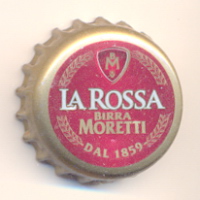 M
LA ROSSA
BIRRA
MORETTI
DAL 1859